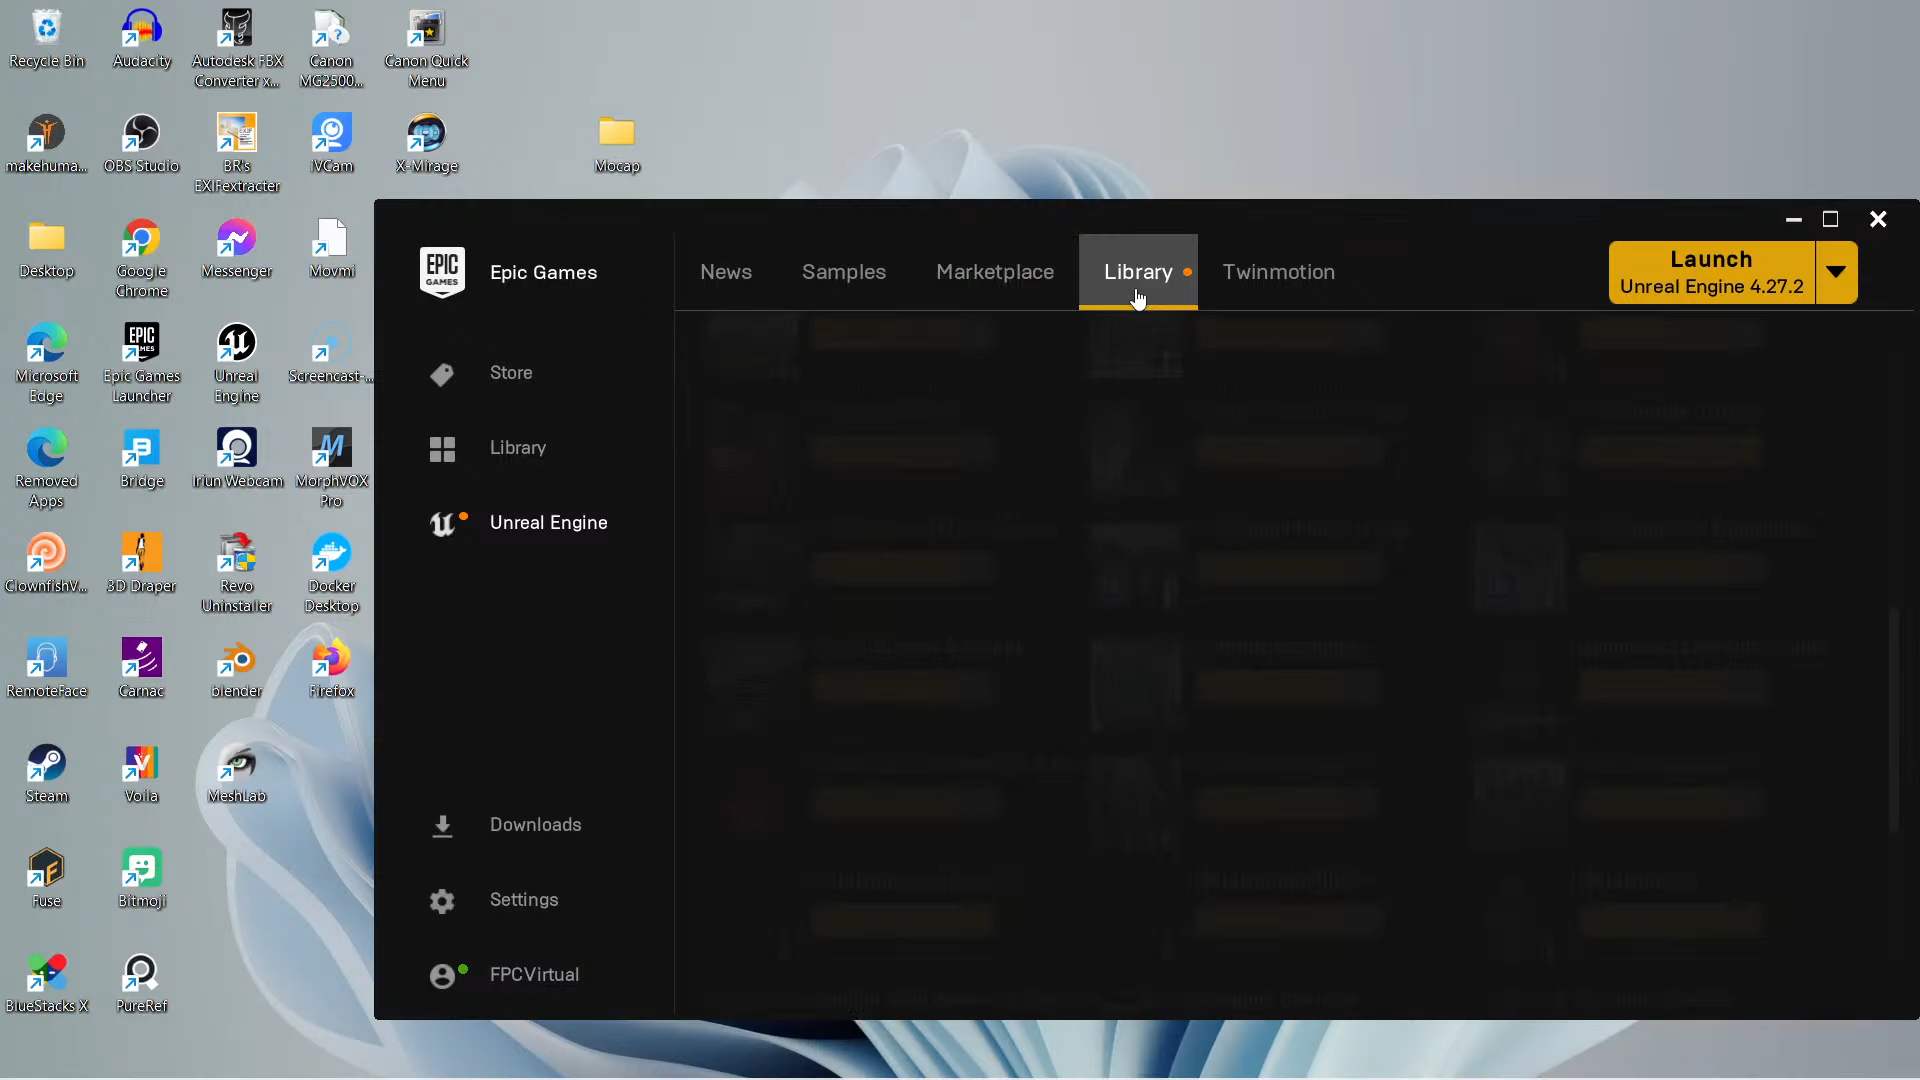 Recycle Bin
Audacity
Autodesk FBX
Converter x...
Canon
MG2500...
Canon Quick
Menu
makehuma...
OBS Studio
BR's
EXIFextracter
iVCam
X-Mirage
Mocap
Desktop
Google
Chrome
Messenger
Movmi
Microsoft
Edge
EPIC
GAMES
Epic Games
Launcher
Unreal
Engine
Screencast-...
Removed
Apps
Bridge
Iriun Webcam
MorphVOX
Pro
ClownfishV...
3D Draper
Revo
Uninstaller
Docker
Desktop
RemoteFace
Carnac
blender
Firefox
Steam
Voila
MeshLab
Fuse
Bitmoji
BlueStacks X
PureRef
EPIC
GAMES
Epic Games
News
Samples
Marketplace
Library
Twinmotion
Launch
Unreal Engine 4.27.2
Store
Library
Unreal Engine
Downloads
Settings
FPCVirtual